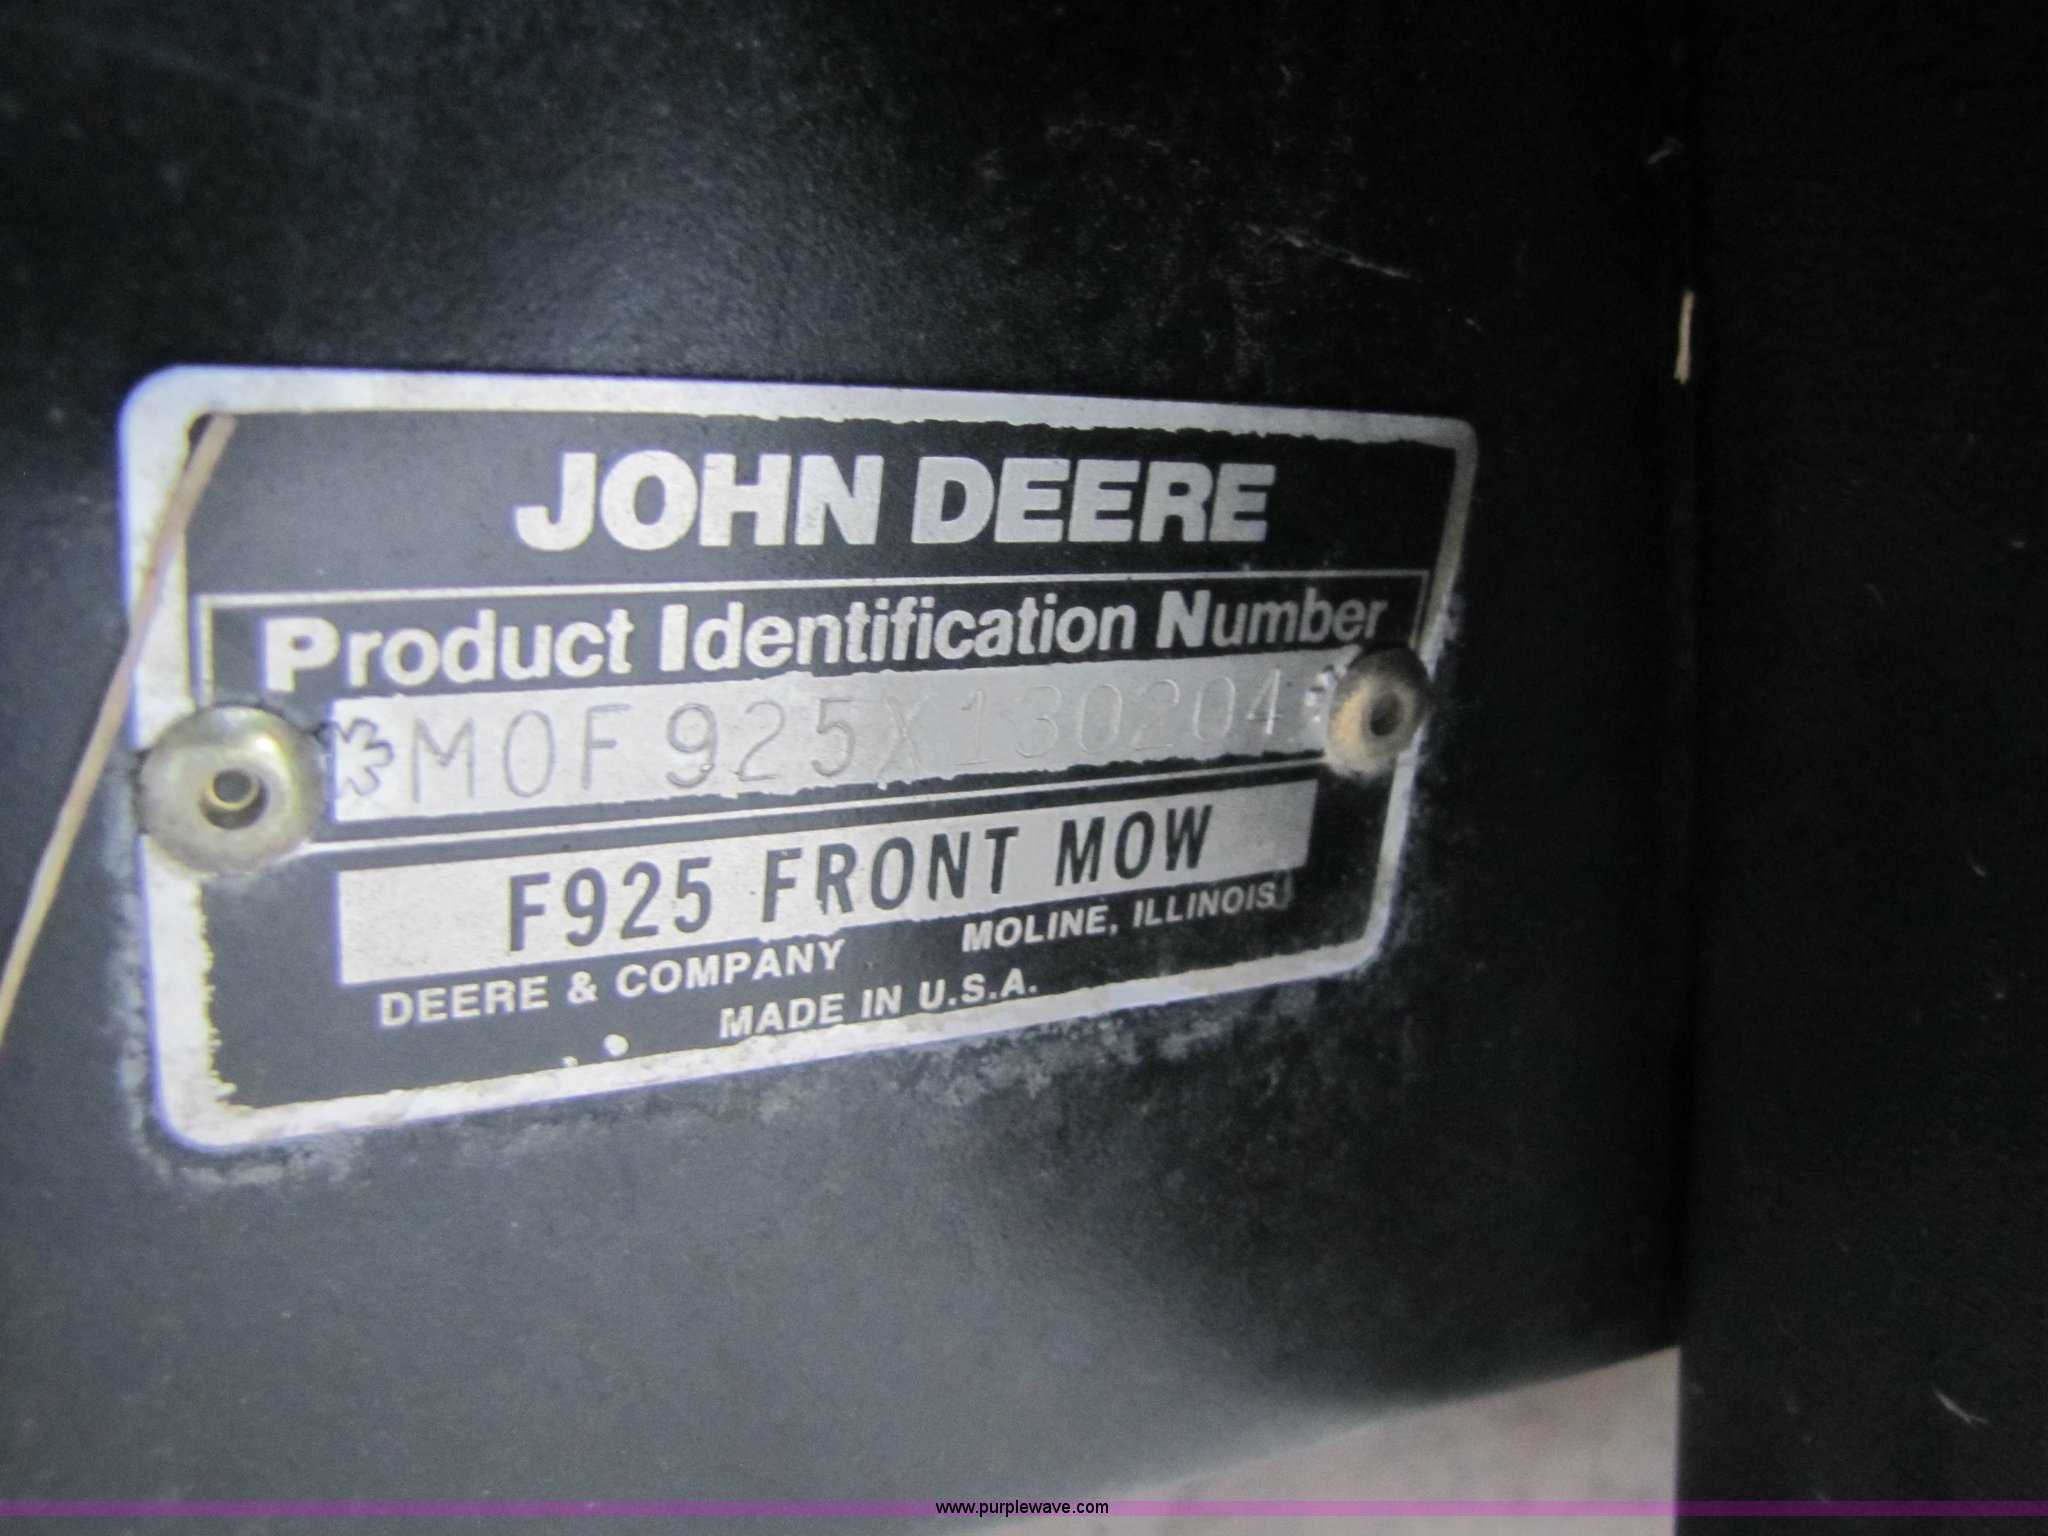 JOHN DEERE
Product Identification Number
*M0F925X130204*
F925 FRONT MOW
DEERE & COMPANY MOLINE, ILLINOIS
MADE IN U.S.A.
www.purplewave.com